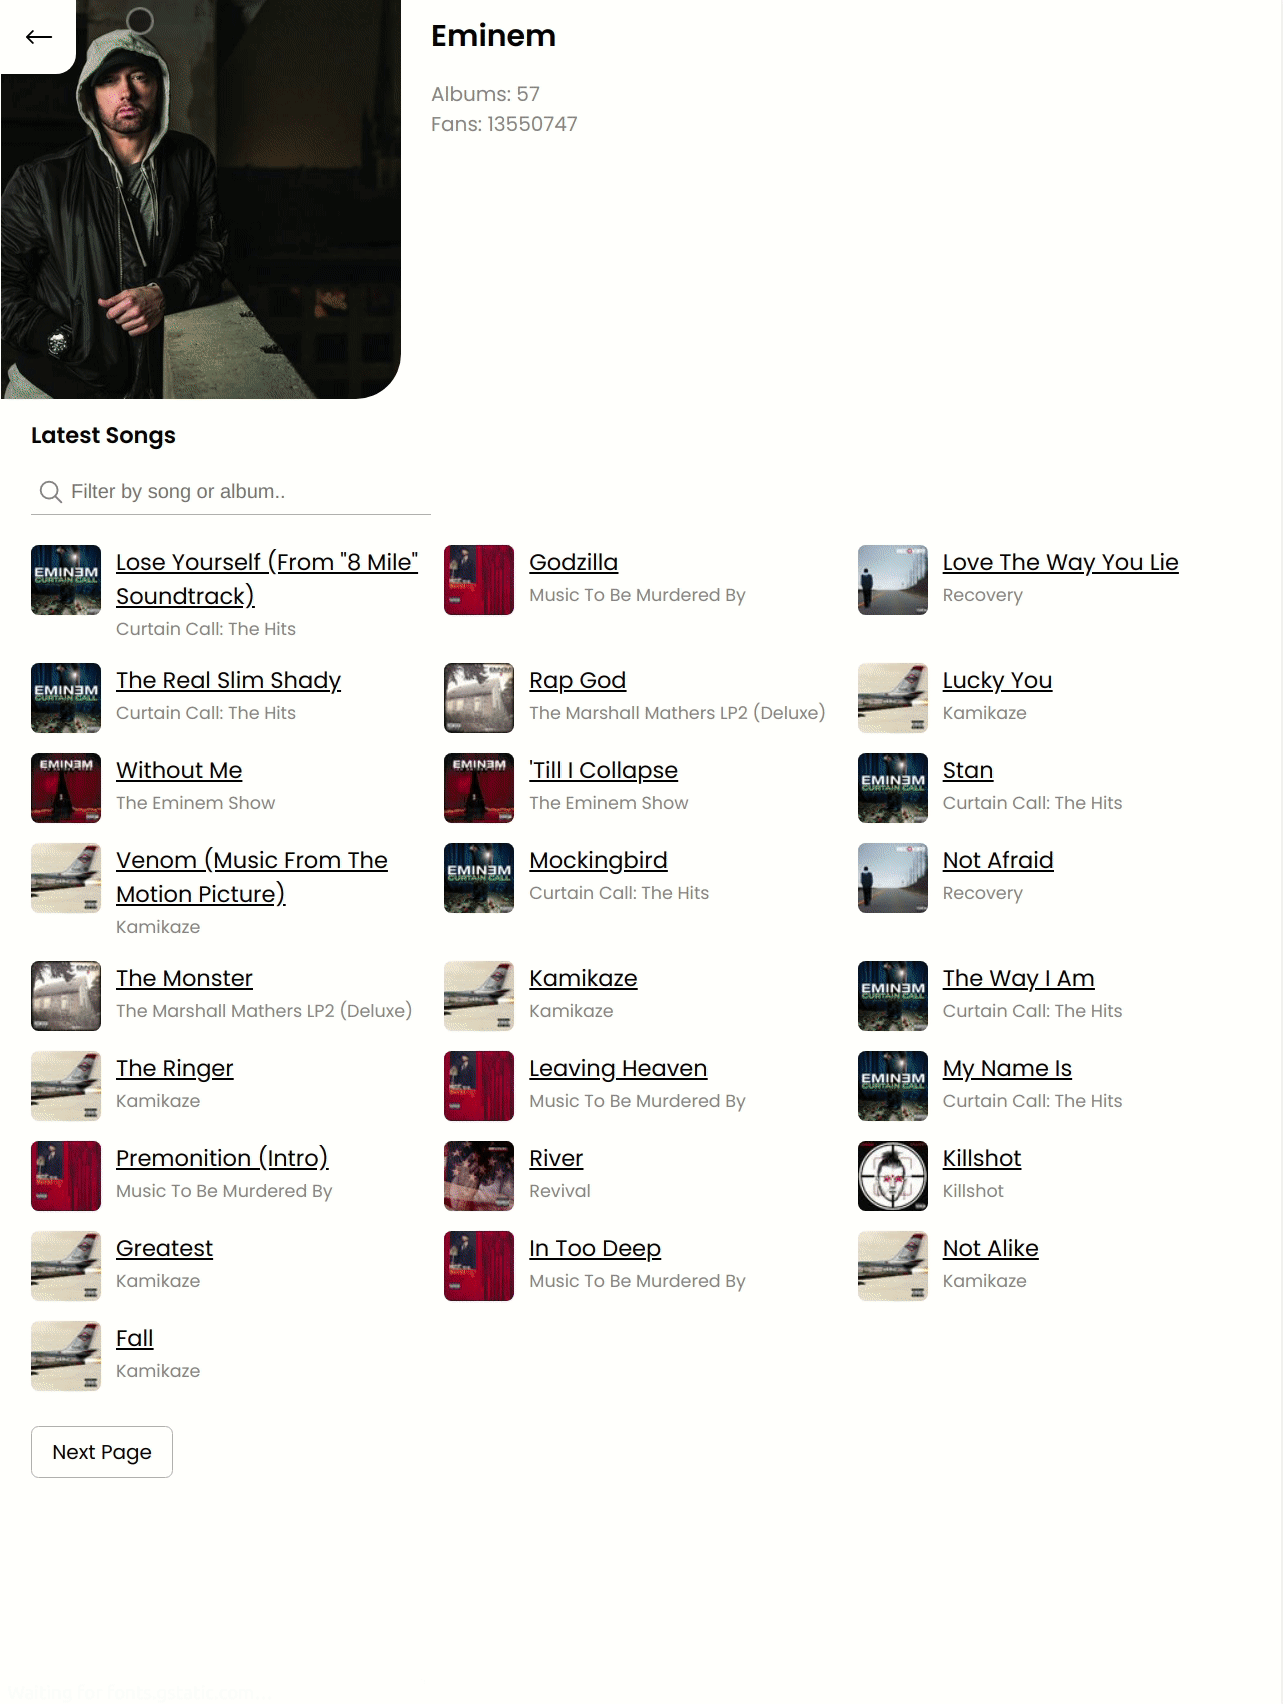 Eminem
Albums: 57
Fans: 13550747
Latest Songs
Filter by song or album..
Lose Yourself (From "8 Mile"
Soundtrack)
Curtain Call: The Hits
Godzilla
Music To Be Murdered By
Love The Way You Lie
Recovery
The Real Slim Shady
Curtain Call: The Hits
Rap God
The Marshall Mathers LP2 (Deluxe)
Lucky You
Kamikaze
Without Me
The Eminem Show
'Till I Collapse
The Eminem Show
Stan
Curtain Call: The Hits
Venom (Music From The
Motion Picture)
Kamikaze
Mockingbird
Curtain Call: The Hits
Not Afraid
Recovery
The Monster
The Marshall Mathers LP2 (Deluxe)
Kamikaze
Kamikaze
The Way I Am
Curtain Call: The Hits
The Ringer
Kamikaze
Leaving Heaven
Music To Be Murdered By
My Name Is
Curtain Call: The Hits
Premonition (Intro)
Music To Be Murdered By
River
Revival
Killshot
Killshot
Greatest
Kamikaze
In Too Deep
Music To Be Murdered By
Not Alike
Kamikaze
Fall
Kamikaze
Next Page